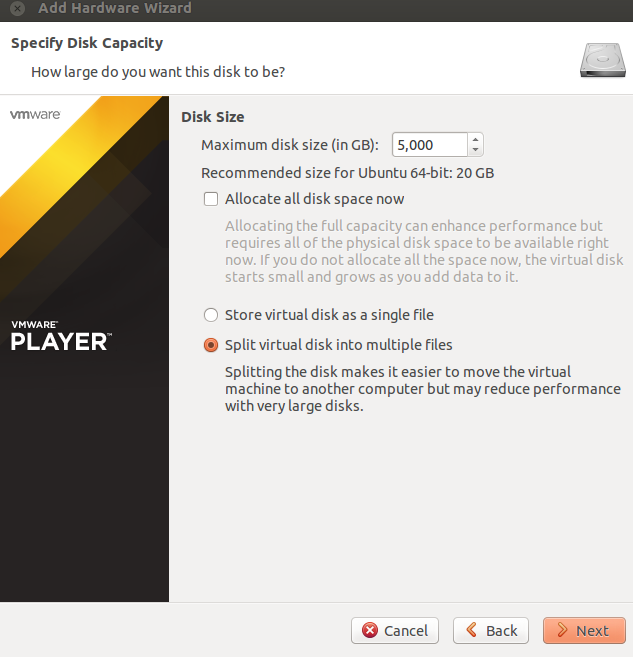 Add Hardware Wizard
Specify Disk Capacity
How large do you want this disk to be?
vmware
VMWARE®
PLAYER™
Disk Size
Maximum disk size (in GB): 5,000
Recommended size for Ubuntu 64-bit: 20 GB
Allocate all disk space now
Allocating the full capacity can enhance performance but
requires all of the physical disk space to be available right
now. If you do not allocate all the space now, the virtual disk
starts small and grows as you add data to it.
Store virtual disk as a single file
Split virtual disk into multiple files
Splitting the disk makes it easier to move the virtual
machine to another computer but may reduce performance
with very large disks.
Cancel
Back
Next